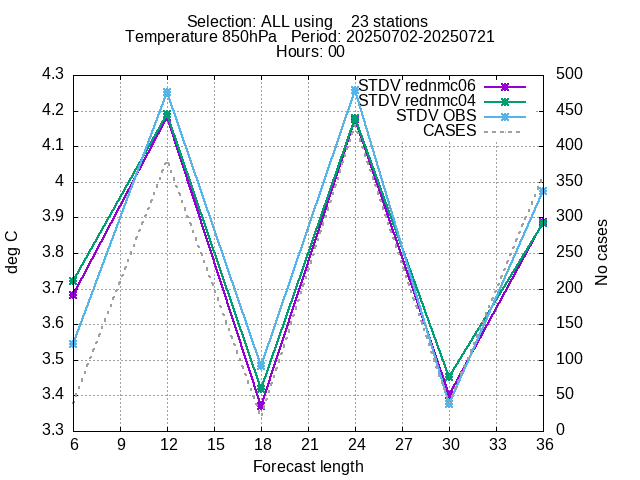 Selection: ALL using    23 stations
Temperature 850hPa   Period: 20250702-20250721
Hours: 00
4.3
4.2
4.1
4
3.9
3.8
3.7
3.6
3.5
3.4
3.3
deg C
STDV rednmc06
STDV rednmc04
STDV OBS
CASES
500
450
400
350
300
250
200
150
100
50
0
No cases
6 9 12 15 18 21 24 27 30 33 36
Forecast length